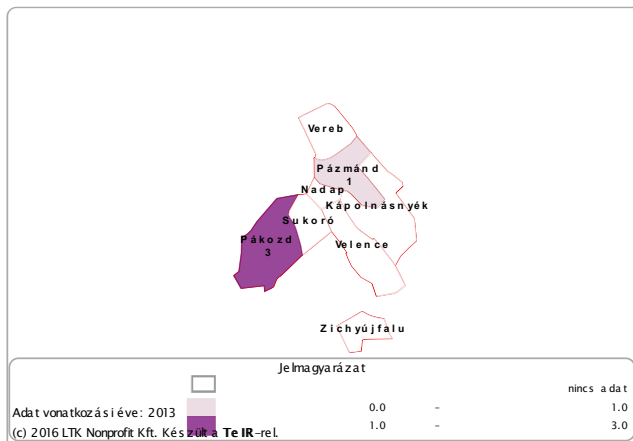 Vereb
Pázmánd
1
Nadap
Kápolnásnyék
Sukoró
Pákozd
3
Velence
Zichyújfalu
Jelmagyarázat
nincs adat
Adat vonatkozási éve: 2013
0.0 – 1.0
1.0 – 3.0
(c) 2016 LTK Nonprofit Kft. Készült a TeIR-rel.